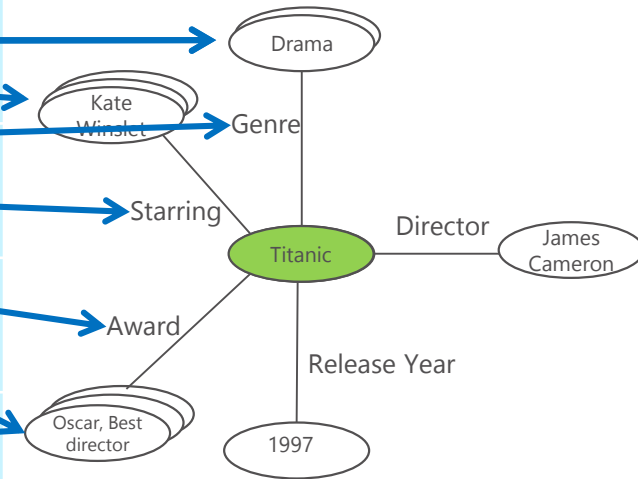 Drama
Kate
Winslet
Genre
Starring
Director
Titanic
James
Cameron
Award
Release Year
Oscar, Best
director
1997